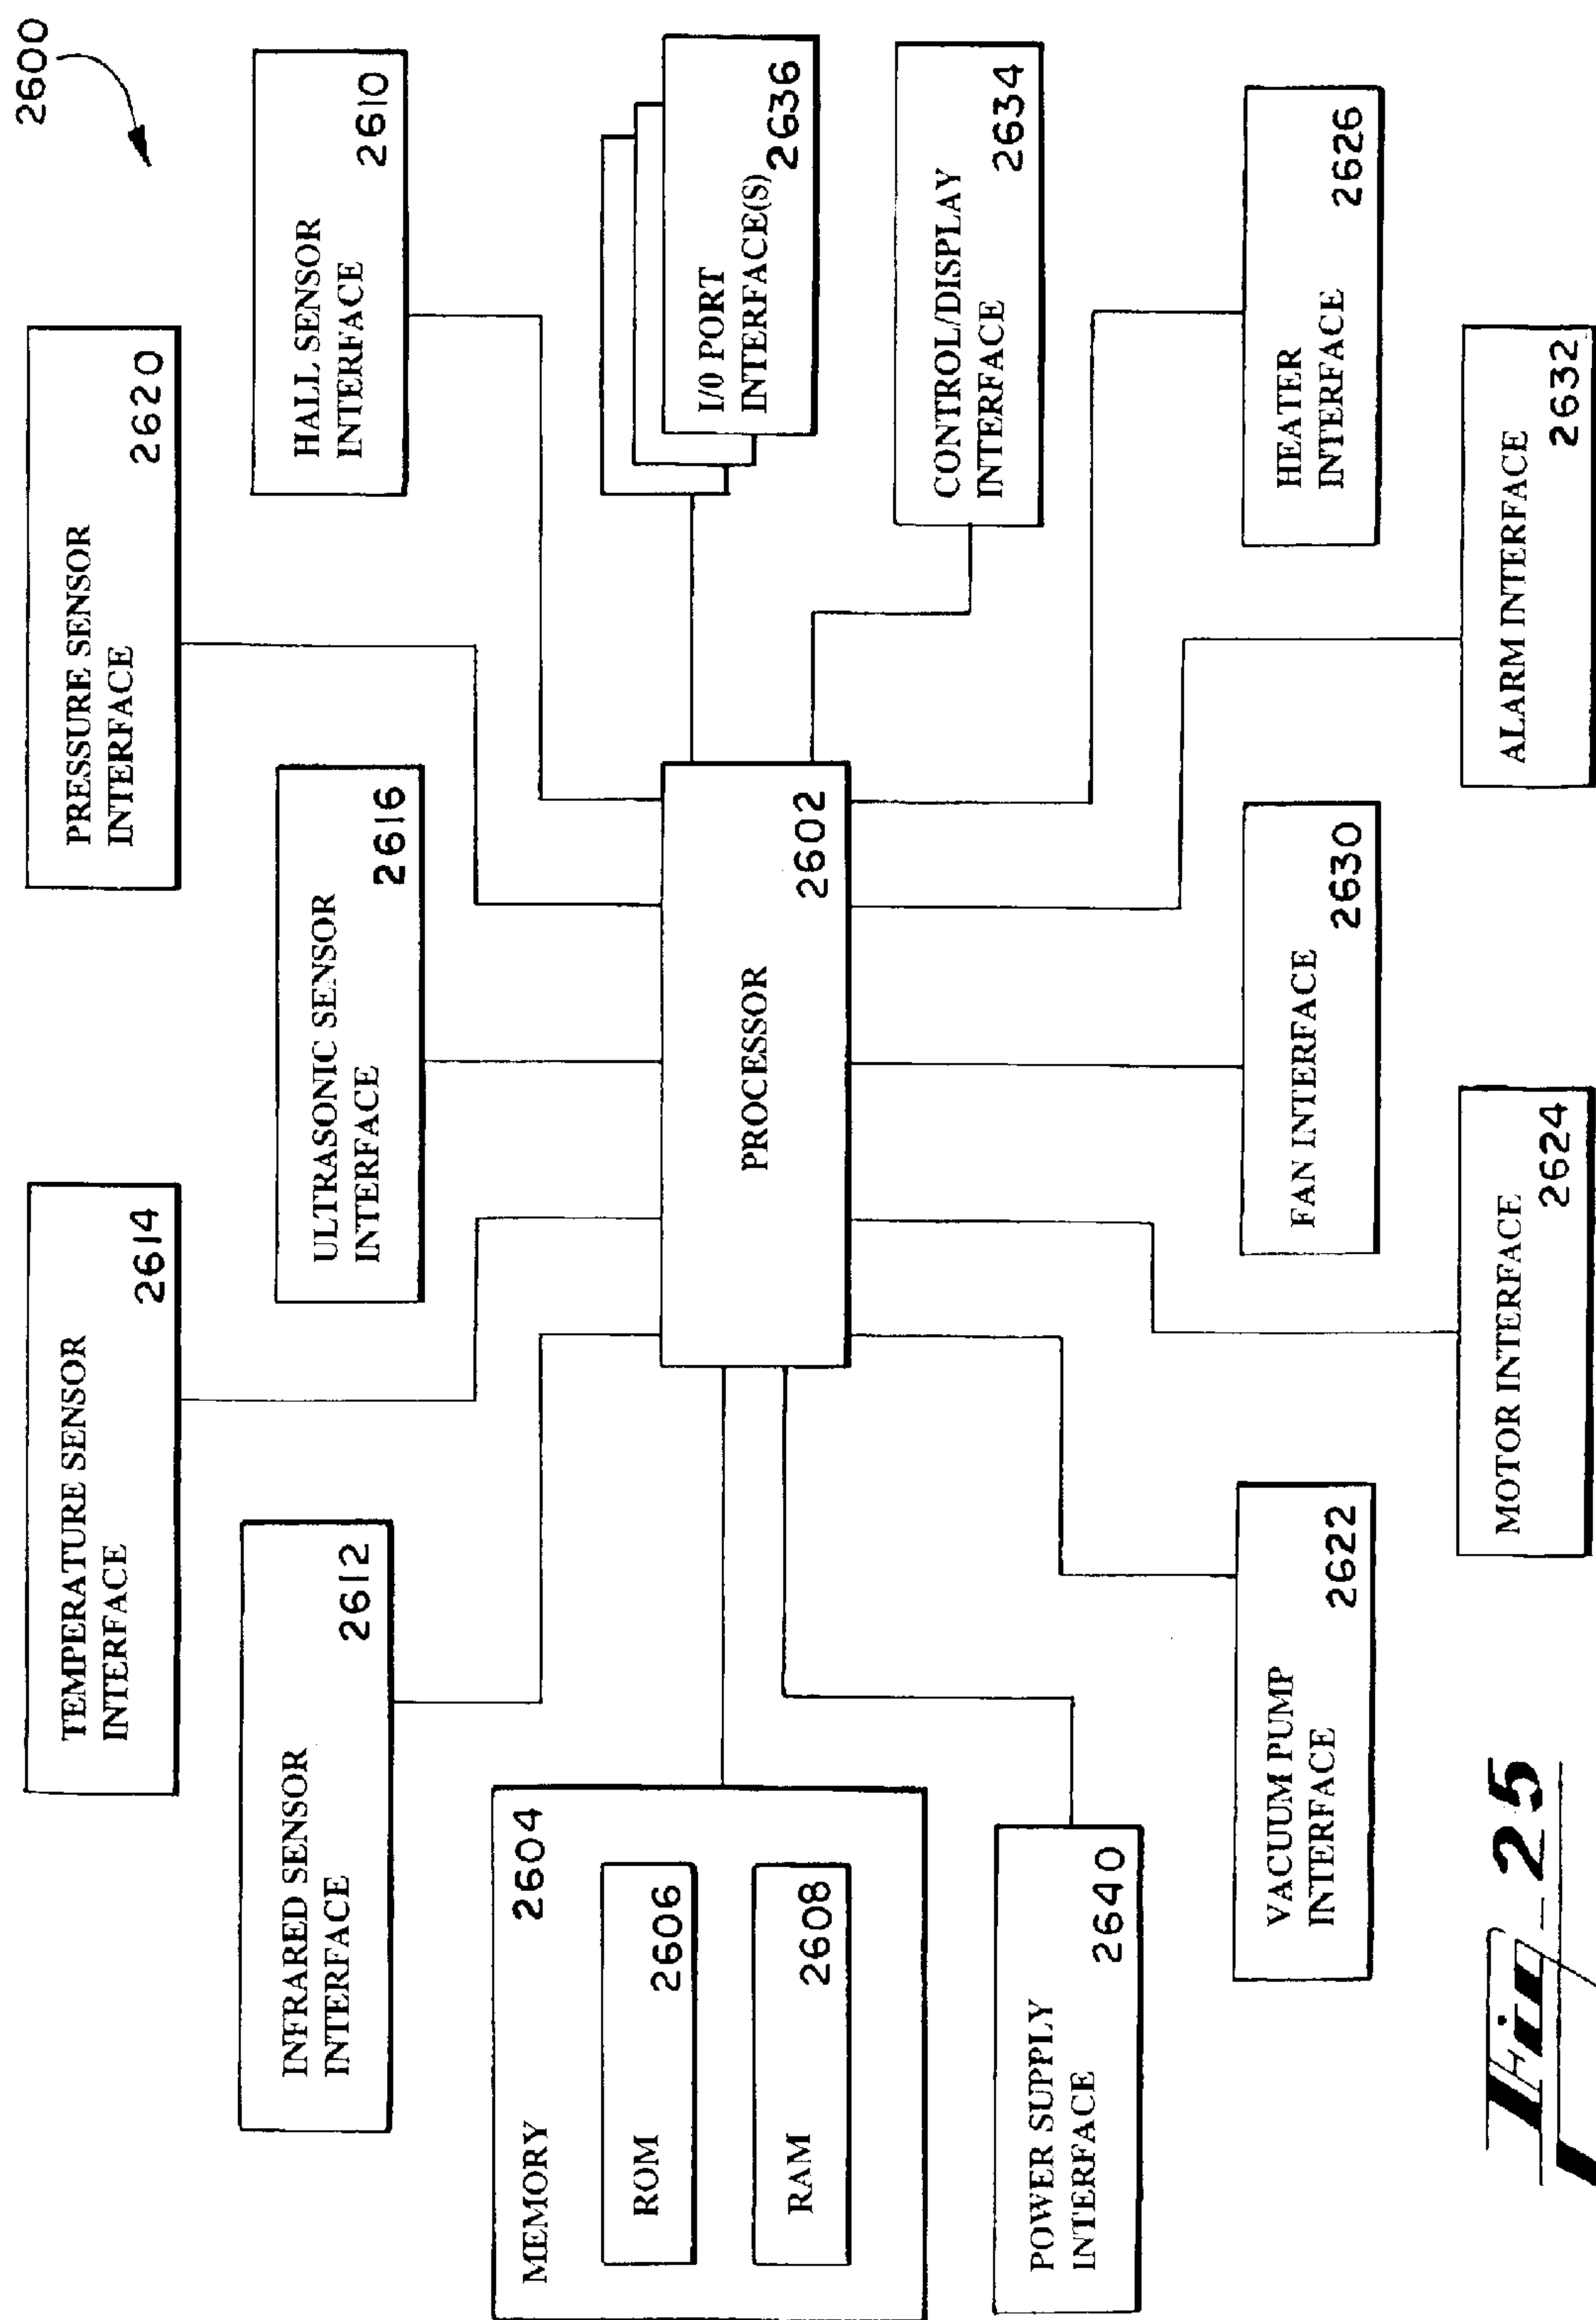 2600
TEMPERATURE SENSOR
INTERFACE
2614
PRESSURE SENSOR
INTERFACE
2620
INFRARED SENSOR
INTERFACE
2612
ULTRASONIC SENSOR
INTERFACE
2616
HALL SENSOR
INTERFACE
2610
MEMORY
2604
ROM
2606
RAM
2608
PROCESSOR
2602
I/0 PORT
INTERFACE(S)
2636
CONTROL/DISPLAY
INTERFACE
2634
POWER SUPPLY
INTERFACE
2640
VACUUM PUMP
INTERFACE
2622
FAN INTERFACE
2630
HEATER
INTERFACE
2626
MOTOR INTERFACE
2624
ALARM INTERFACE
2632
Fig_25